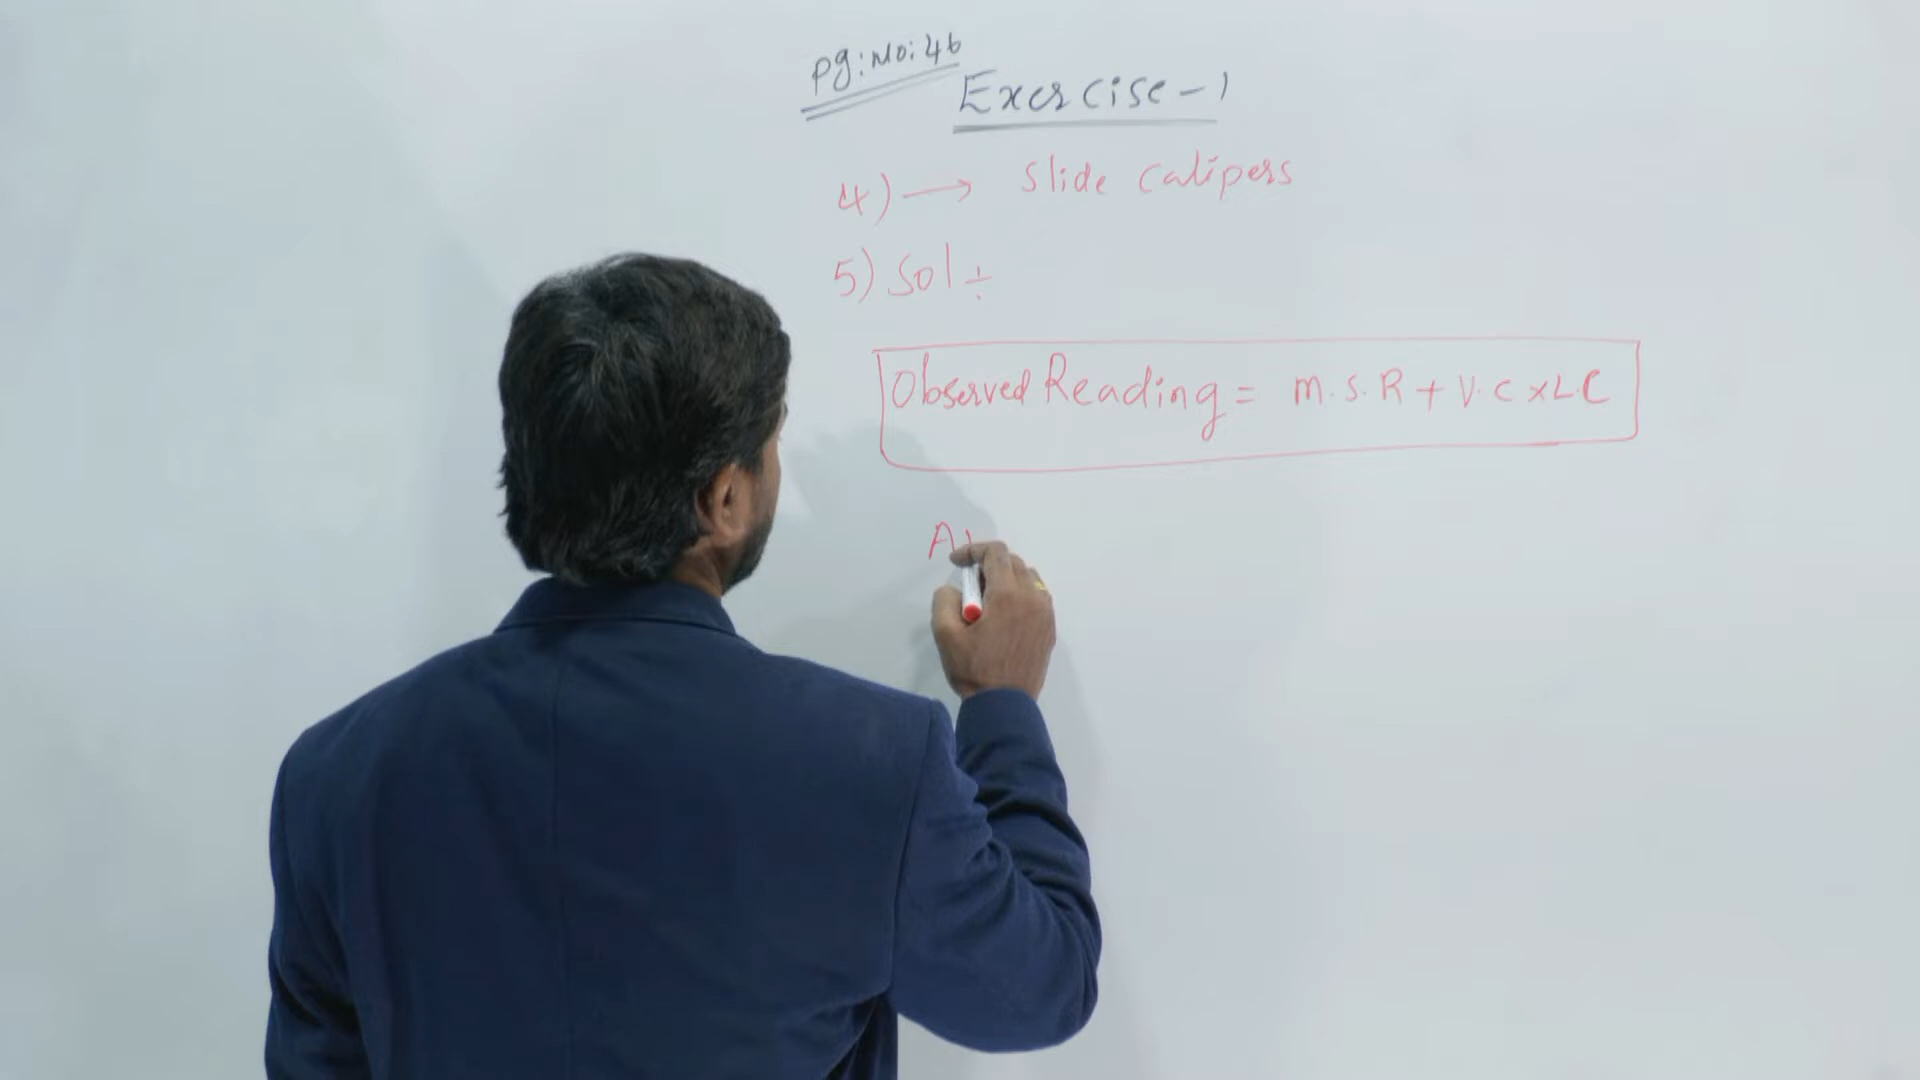 pg: No: 46
Exercise - 1
4) → Slide Calipers
5) Sol ÷
Observed Reading = M.S.R + V.C × L.C
A